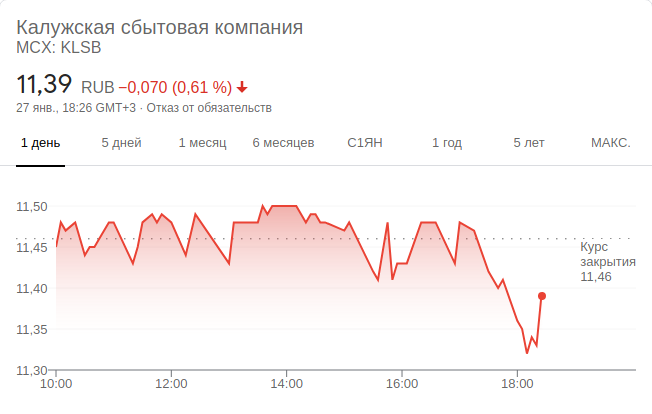 Калужская сбытовая компания
MCX: KLSB
11,39 RUB −0,070 (0,61 %)
27 янв., 18:26 GMT+3 · Отказ от обязательств
1 день 5 дней 1 месяц 6 месяцев С1ЯН 1 год 5 лет МАКС.
11,50
11,45
11,40
11,35
11,30
Курс
закрытия
11,46
10:00 12:00 14:00 16:00 18:00